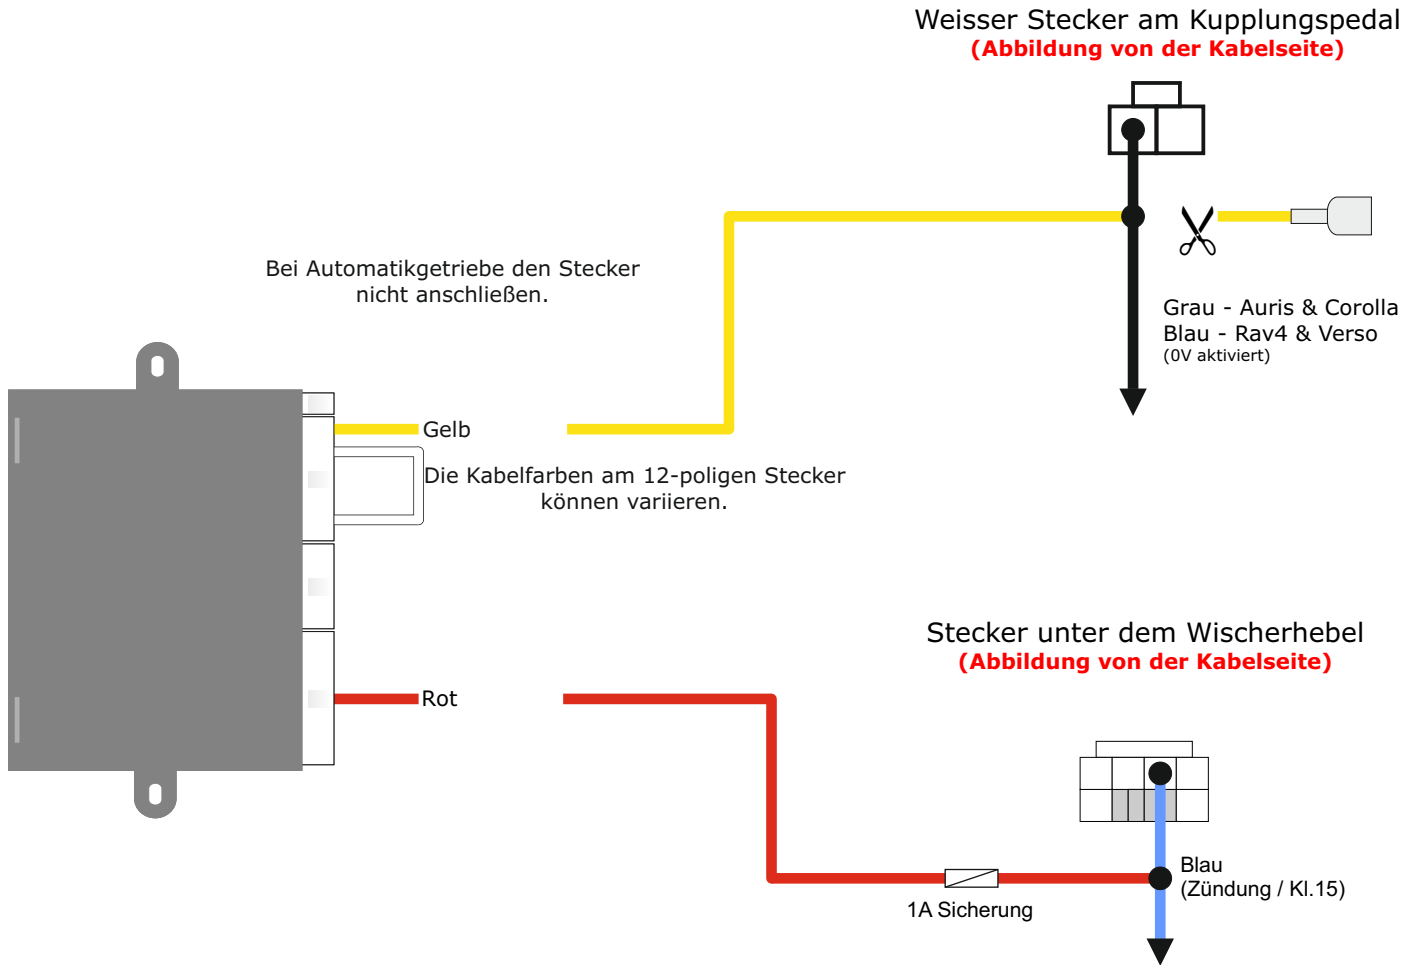 Weisser Stecker am Kupplungspedal
(Abbildung von der Kabelseite)
Bei Automatikgetriebe den Stecker
nicht anschließen.
Grau - Auris & Corolla
Blau - Rav4 & Verso
(0V aktiviert)
Gelb
Die Kabelfarben am 12-poligen Stecker
können variieren.
Stecker unter dem Wischerhebel
(Abbildung von der Kabelseite)
Rot
Blau
(Zündung / Kl.15)
1A Sicherung